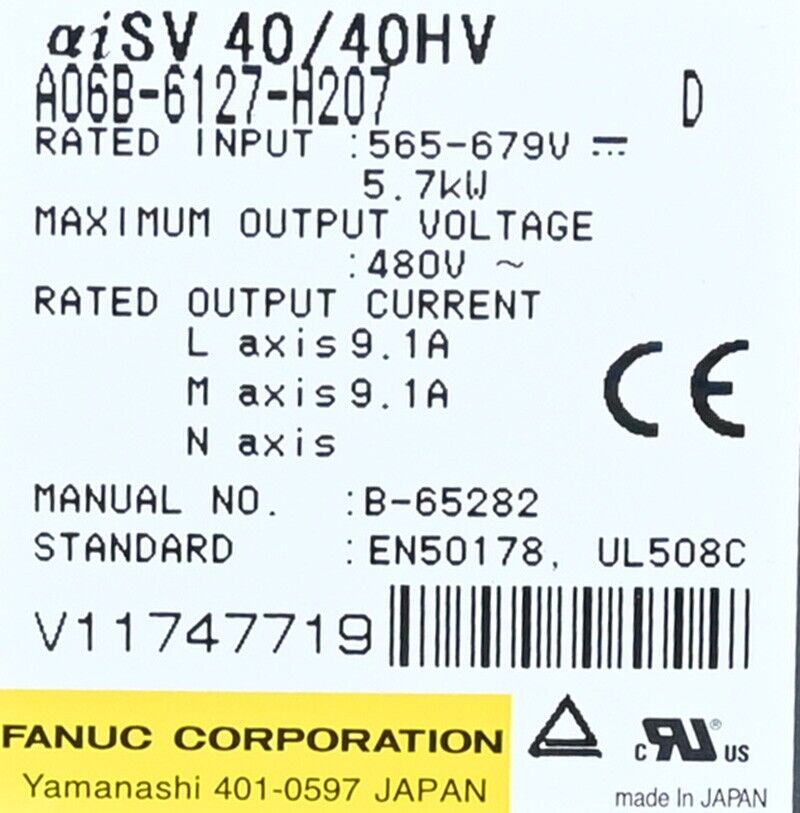 αiSV 40/40HV
A06B-6127-H207 D
RATED INPUT :565-679V ⎓
5.7kW
MAXIMUM OUTPUT VOLTAGE
:480V ~
RATED OUTPUT CURRENT
L axis 9.1A
M axis 9.1A
N axis
CE
MANUAL NO. :B-65282
STANDARD :EN50178, UL508C
V11747719
FANUC CORPORATION
Yamanashi 401-0597 JAPAN
c RU ® US
made In JAPAN